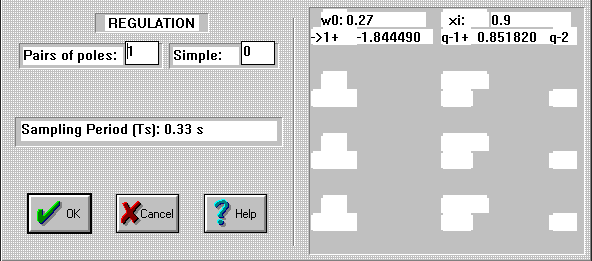 REGULATION
Pairs of poles: 1 Simple: 0
Sampling Period (Ts): 0.33 s
OK Cancel Help
w0: 0.27 xi: 0.9
->1+ -1.844490 q-1+ 0.851820 q-2